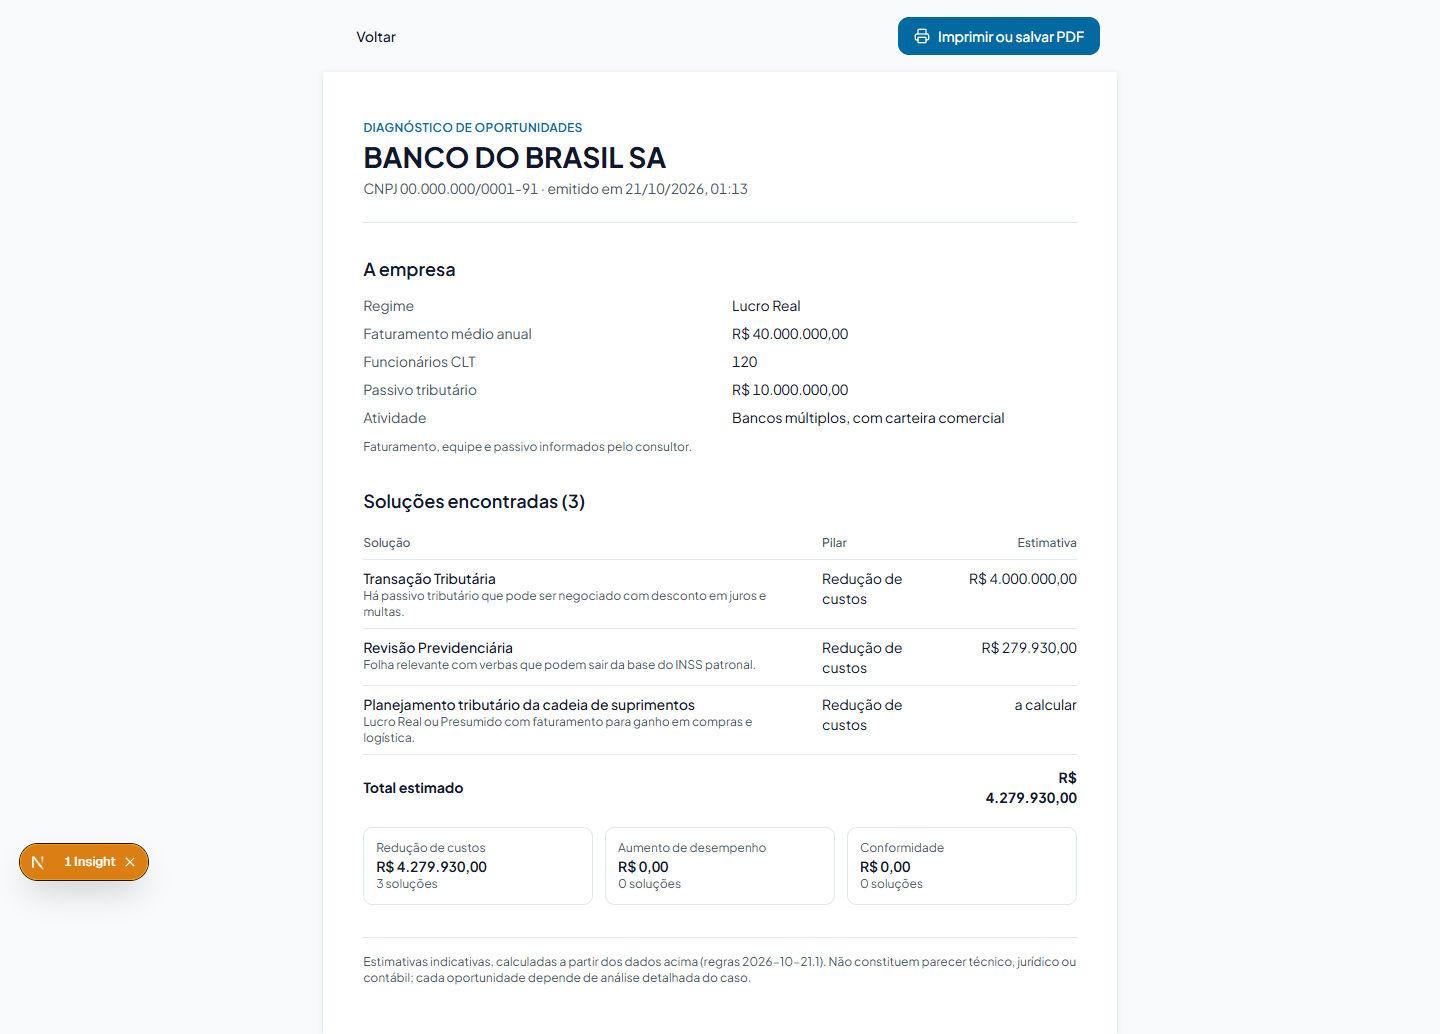 Voltar
Imprimir ou salvar PDF
DIAGNÓSTICO DE OPORTUNIDADES
BANCO DO BRASIL SA
CNPJ 00.000.000/0001-91 · emitido em 21/10/2026, 01:13
A empresa
Regime Lucro Real
Faturamento médio anual R$ 40.000.000,00
Funcionários CLT 120
Passivo tributário R$ 10.000.000,00
Atividade Bancos múltiplos, com carteira comercial
Faturamento, equipe e passivo informados pelo consultor.
Soluções encontradas (3)
Solução Pilar Estimativa
Transação Tributária Redução de custos R$ 4.000.000,00
Há passivo tributário que pode ser negociado com desconto em juros e
multas.
Revisão Previdenciária Redução de custos R$ 279.930,00
Folha relevante com verbas que podem sair da base do INSS patronal.
Planejamento tributário da cadeia de suprimentos Redução de custos a calcular
Lucro Real ou Presumido com faturamento para ganho em compras e
logística.
Total estimado R$ 4.279.930,00
Redução de custos
R$ 4.279.930,00
3 soluções
Aumento de desempenho
R$ 0,00
0 soluções
Conformidade
R$ 0,00
0 soluções
N 1 Insight
Estimativas indicativas, calculadas a partir dos dados acima (regras 2026-10-21.1). Não constituem parecer técnico, jurídico ou
contábil; cada oportunidade depende de análise detalhada do caso.